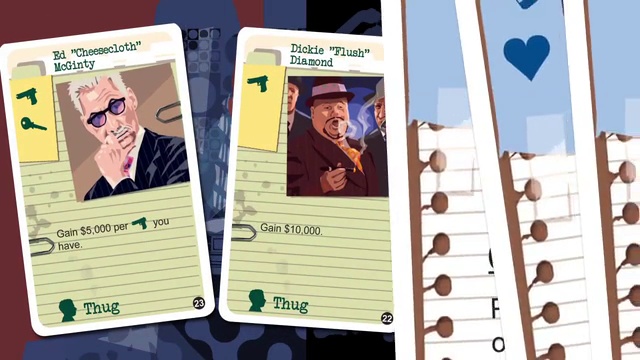 Ed "Cheesecloth"
McGinty
Gain $5,000 per you
have.
Thug
23
Dickie "Flush"
Diamond
Gain $10,000.
Thug
22